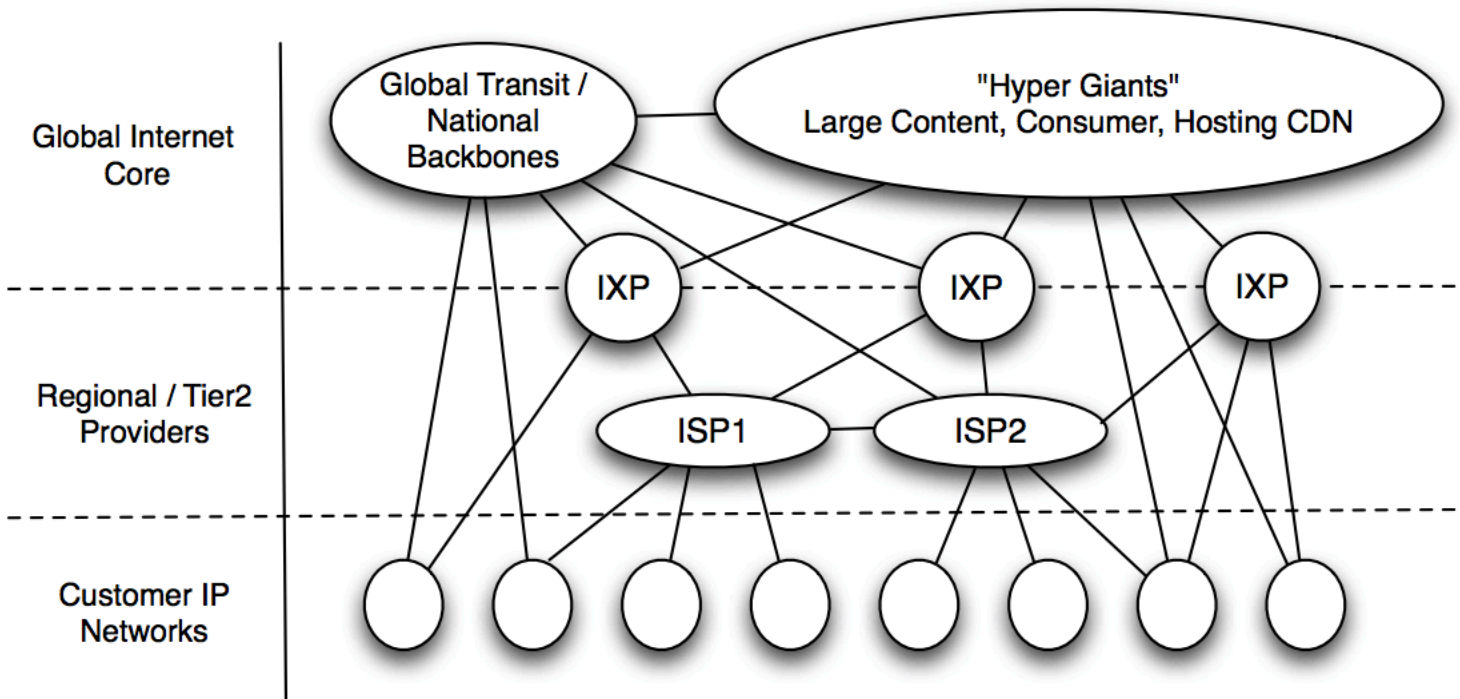 Global Transit /
National
Backbones
"Hyper Giants"
Large Content, Consumer, Hosting CDN
Global Internet
Core
IXP
IXP
IXP
Regional / Tier2
Providers
ISP1
ISP2
Customer IP
Networks